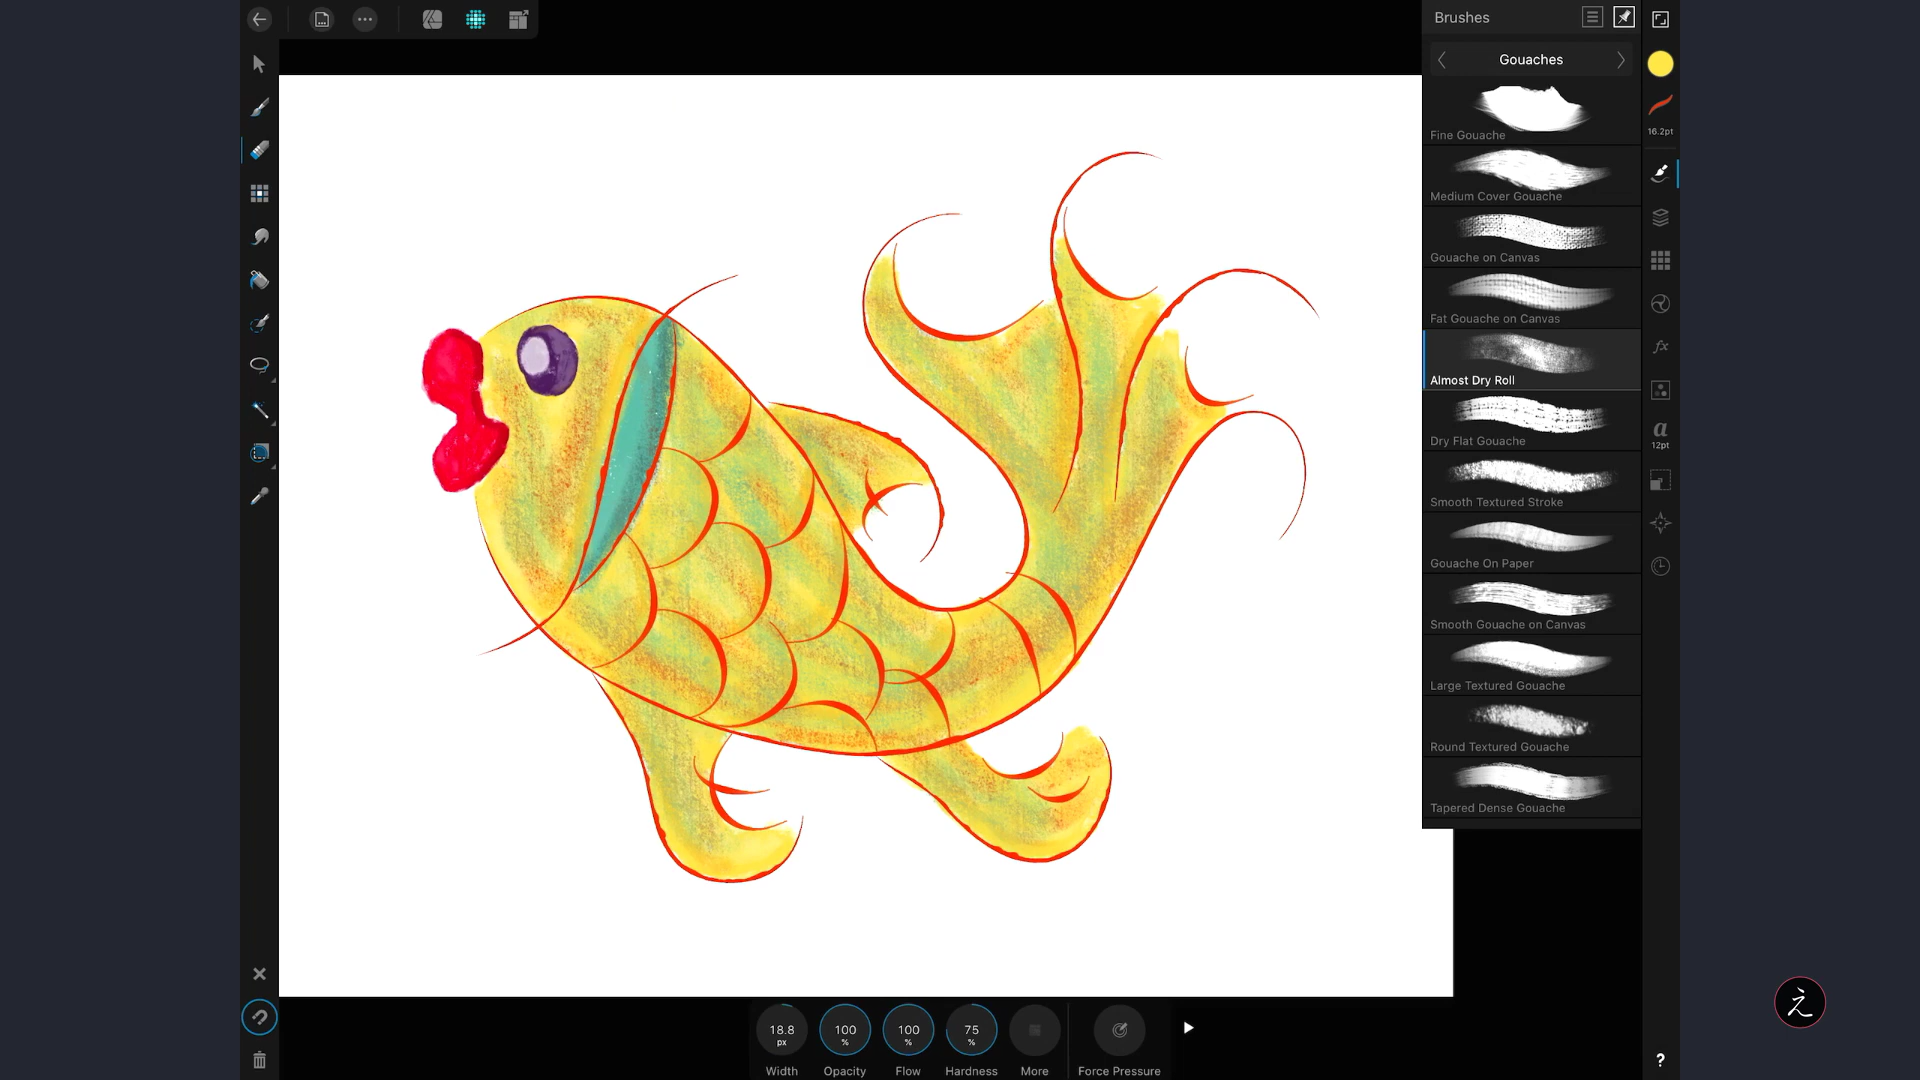 Brushes
Gouaches
Fine Gouache
Medium Cover Gouache
Gouache on Canvas
Fat Gouache on Canvas
Almost Dry Roll
Dry Flat Gouache
Smooth Textured Stroke
Gouache On Paper
Smooth Gouache on Canvas
Large Textured Gouache
Round Textured Gouache
Tapered Dense Gouache
16.2pt
fx
a
12pt
?
18.8
px
100
%
100
%
75
%
Width Opacity Flow Hardness More Force Pressure
之